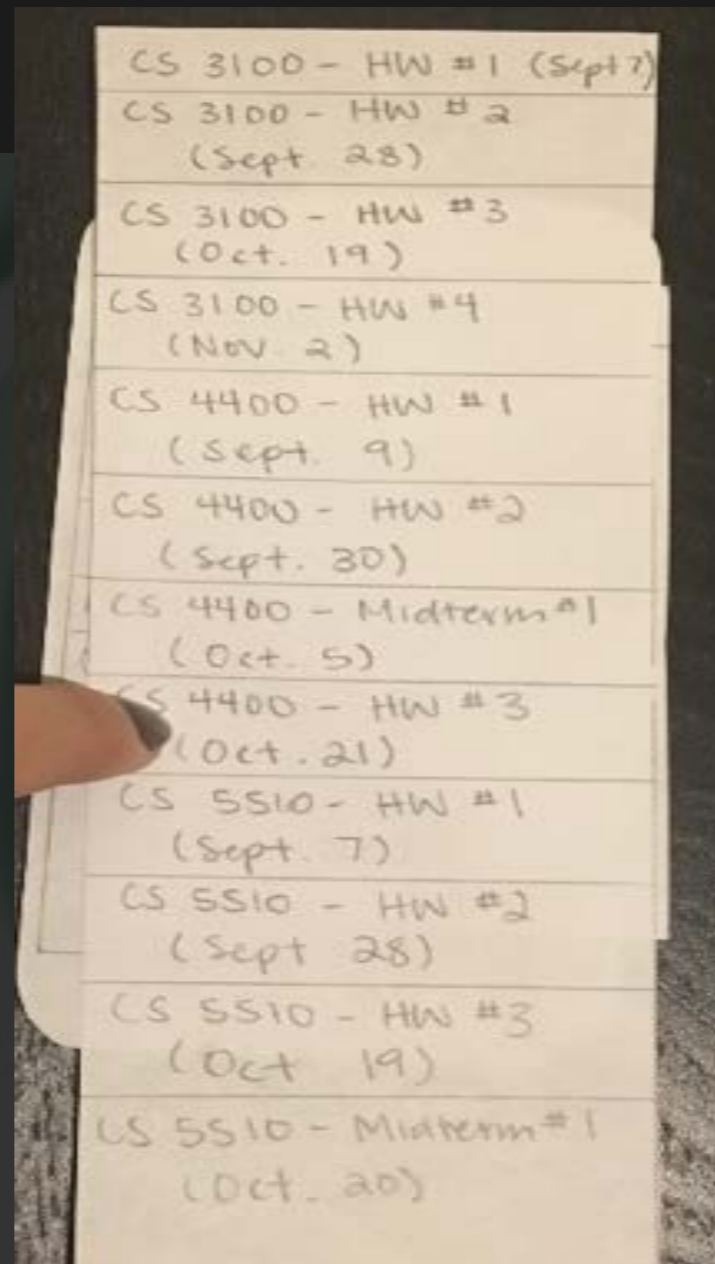 CS 3100 - HW #1 (Sept 7)
CS 3100 - HW #2
(Sept. 28)
CS 3100 - HW #3
(Oct. 19)
CS 3100 - HW #4
(Nov. 2)
CS 4400 - HW #1
(Sept. 9)
CS 4400 - HW #2
(Sept. 30)
CS 4400 - Midterm #1
(Oct. 5)
CS 4400 - HW #3
(Oct. 21)
CS 5510 - HW #1
(Sept. 7)
CS 5510 - HW #2
(Sept 28)
CS 5510 - HW #3
(Oct 19)
CS 5510 - Midterm #1
(Oct. 20)